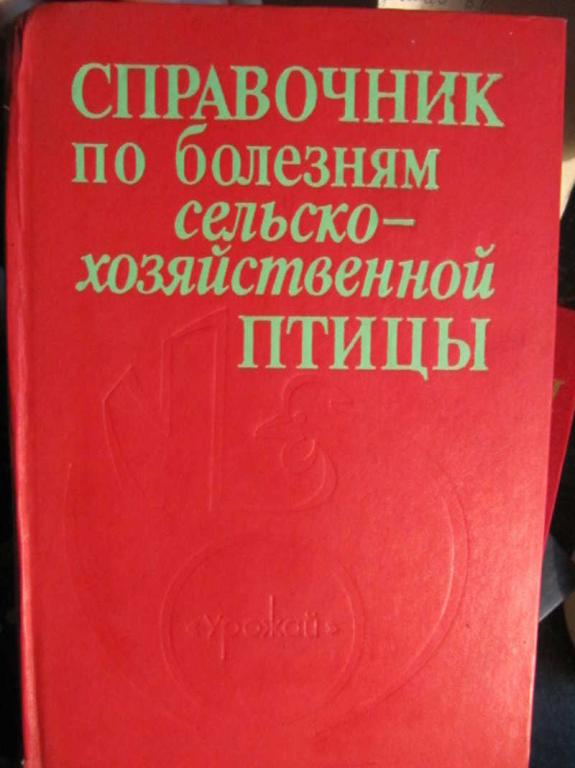 СПРАВОЧНИК
по болезням
сельско–
хозяйственной
ПТИЦЫ
«Урожай»